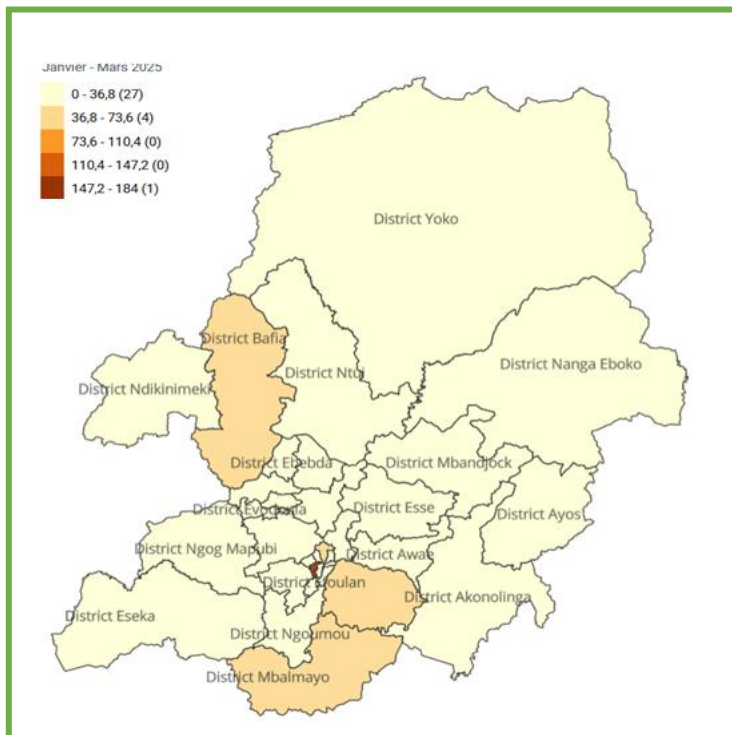 Janvier - Mars 2025
0 - 36,8 (27)
36,8 - 73,6 (4)
73,6 - 110,4 (0)
110,4 - 147,2 (0)
147,2 - 184 (1)
District Yoko
District Bafia
District Nanga Eboko
District Ntui
District Ndikinimeki
District Ebebda
District Mbandjock
District Esse
District Ayos
District
District Ngog Mapubi
District Awae
District
District Akonolinga
District Eseka
District Ngoumou
District Mbalmayo